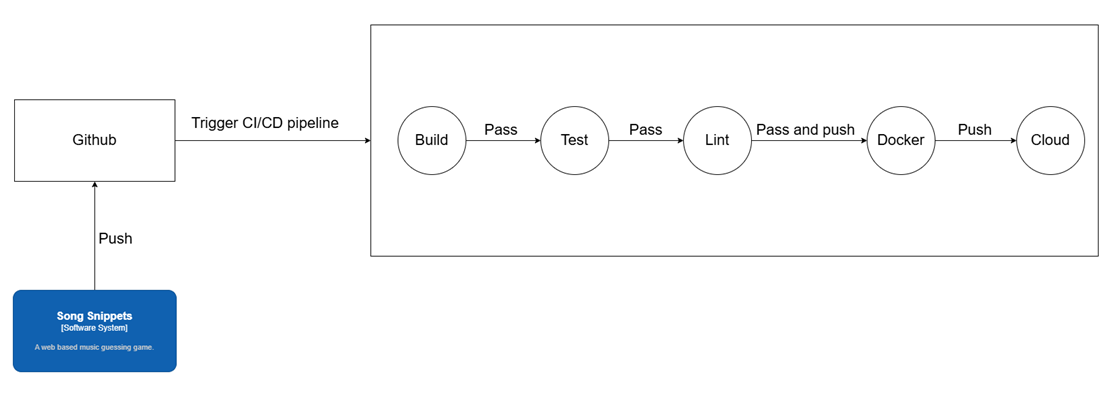 Github
Trigger CI/CD pipeline
Build
Pass
Test
Pass
Lint
Pass and push
Docker
Push
Cloud
Push
Song Snippets
[Software System]
A web based music guessing game.